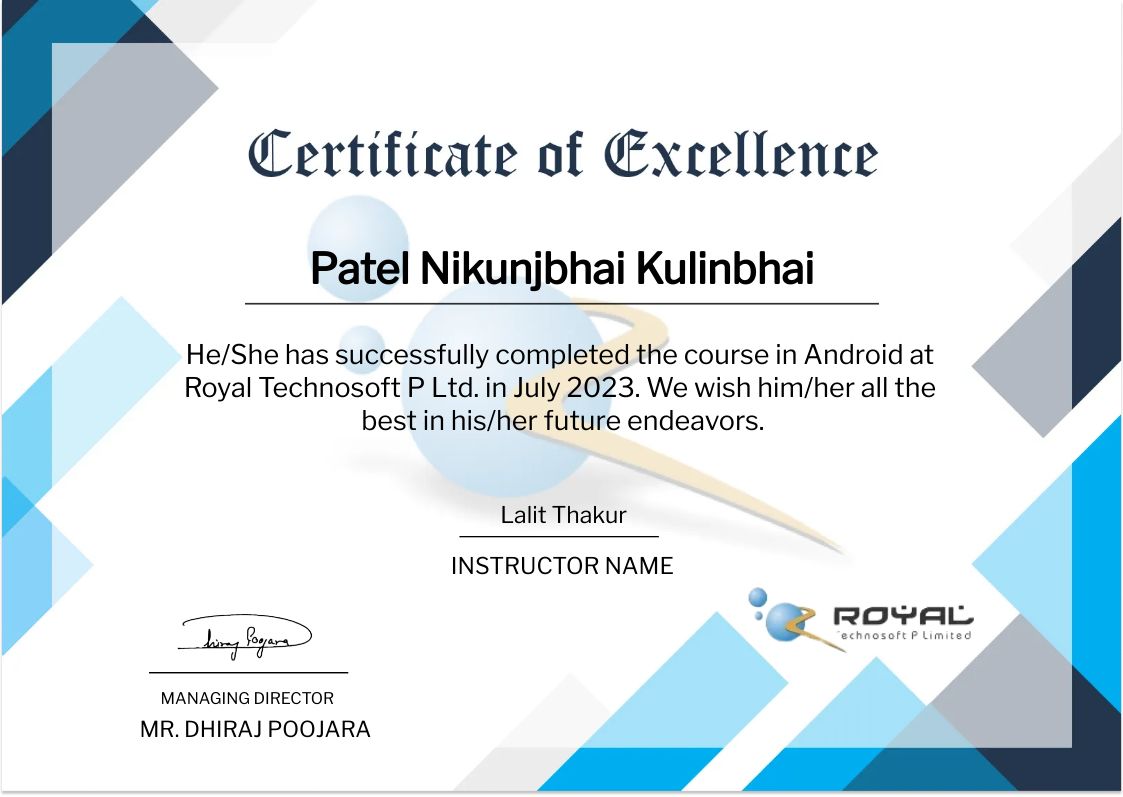 Certificate of Excellence
Patel Nikunjbhai Kulinbhai
He/She has successfully completed the course in Android at
Royal Technosoft P Ltd. in July 2023. We wish him/her all the
best in his/her future endeavors.
Lalit Thakur
INSTRUCTOR NAME
ROYAL
echnosoft P Limited
Dhiraj Poojara
MANAGING DIRECTOR
MR. DHIRAJ POOJARA